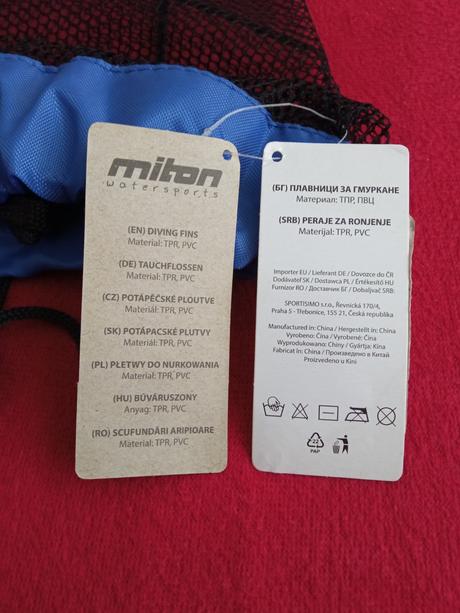 miton
watersports
(EN) DIVING FINS
Material: TPR, PVC
(DE) TAUCHFLOSSEN
Material: TPR, PVC
(CZ) POTÁPĚČSKÉ PLOUTVE
Materiál: TPR, PVC
(SK) POTÁPACSKE PLUTVY
Materiál: TPR, PVC
(PL) PŁETWY DO NURKOWANIA
Materiał: TPR, PVC
(HU) BÚVÁRUSZONY
Anyag: TPR, PVC
(RO) SCUFUNDĂRI ARIPIOARE
Material: TPR, PVC
(БГ) ПЛАВНИЦИ ЗА ГМУРКАНЕ
Материал: ТПР, ПВЦ
(SRB) PERAJE ZA RONJENJE
Materijal: TPR, PVC
Importer EU / Lieferant DE / Dovozce do ČR
Dodávateľ SK / Dostawca PL / Értékesítő HU
Furnizor RO / Доставчик БГ / Dobaljač SRB:
SPORTISIMO s.r.o., Řevnická 170/4,
Praha 5 - Třebonice, 155 21, Česká republika
Manufactured in: China / Hergestellt in: China
Vyrobeno: Čína / Vyrobené: Čína
Wyprodukowano: Chiny / Gyártja: Kína
Fabricat in: China / Произведено в Китай
Proizvedeno u Kini
22
PAP